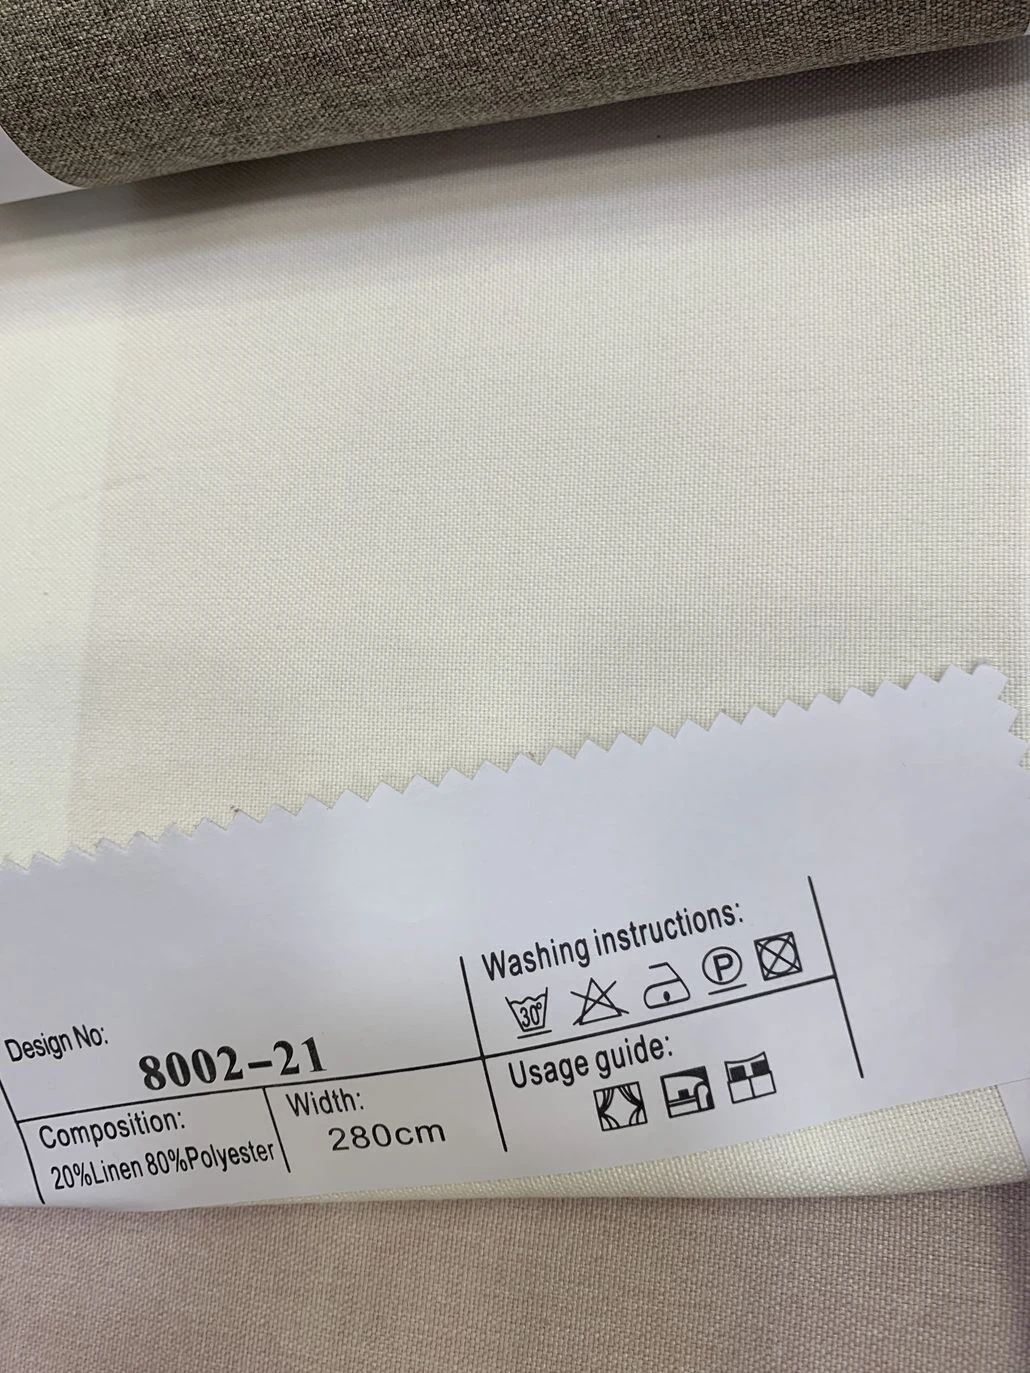 Washing instructions:
30°
P
Design No:
8002-21
Usage guide:
Composition:
20%Linen 80%Polyester
Width:
280cm